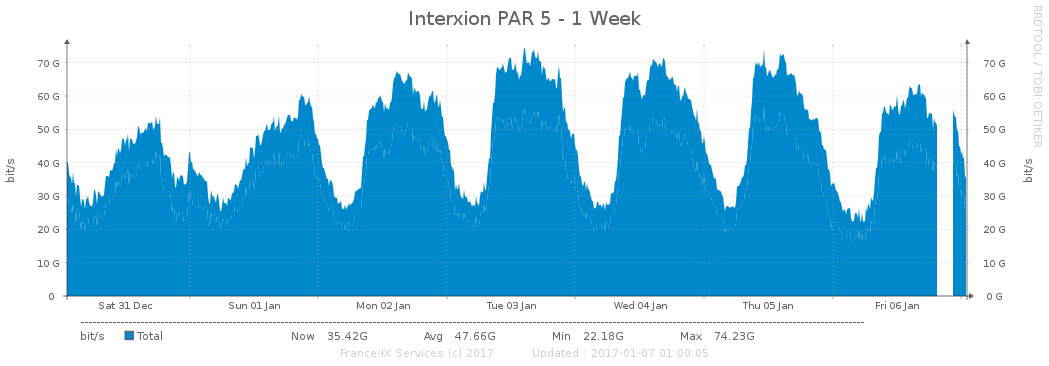 Interxion PAR 5 - 1 Week
RRDTOOL / TOBI OETIKER
bit/s
70 G
60 G
50 G
40 G
30 G
20 G
10 G
0
70 G
60 G
50 G
40 G
30 G
20 G
10 G
0 G
bit/s
Sat 31 Dec Sun 01 Jan Mon 02 Jan Tue 03 Jan Wed 04 Jan Thu 05 Jan Fri 06 Jan
bit/s Total Now 35.42G Avg 47.66G Min 22.18G Max 74.23G
France-IX Services (c) 2017 Updated : 2017-01-07 01:00:05